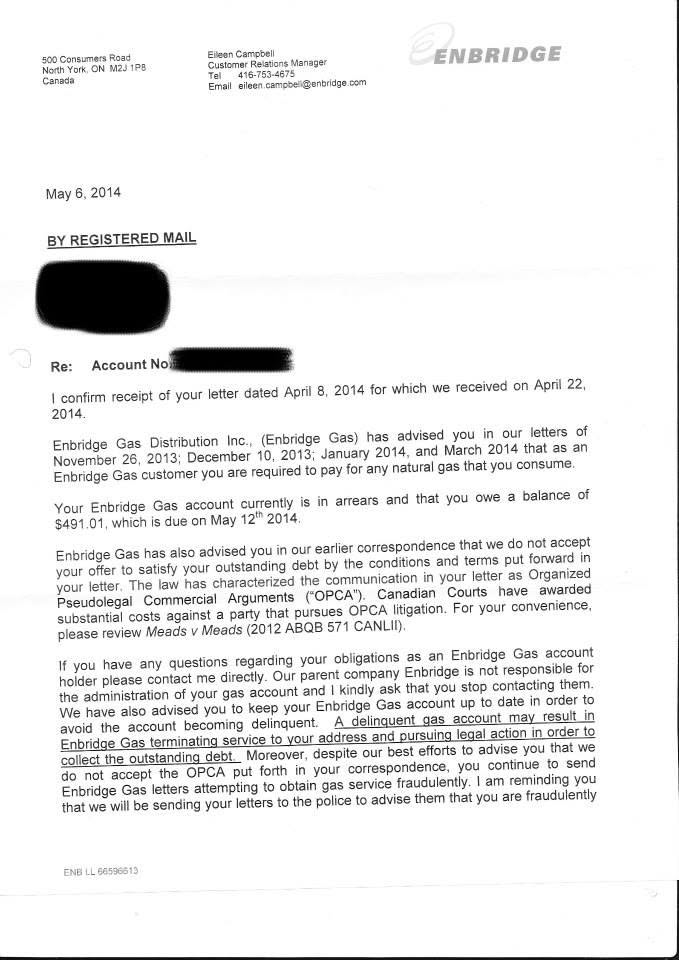 500 Consumers Road
North York, ON M2J 1P8
Canada
Eileen Campbell
Customer Relations Manager
Tel 416-753-4675
Email eileen.campbell@enbridge.com
ENBRIDGE
May 6, 2014
BY REGISTERED MAIL
Re: Account No
I confirm receipt of your letter dated April 8, 2014 for which we received on April 22,
2014.
Enbridge Gas Distribution Inc., (Enbridge Gas) has advised you in our letters of
November 26, 2013; December 10, 2013; January 2014, and March 2014 that as an
Enbridge Gas customer you are required to pay for any natural gas that you consume.
Your Enbridge Gas account currently is in arrears and that you owe a balance of
$491.01, which is due on May 12th 2014.
Enbridge Gas has also advised you in our earlier correspondence that we do not accept
your offer to satisfy your outstanding debt by the conditions and terms put forward in
your letter. The law has characterized the communication in your letter as Organized
Pseudolegal Commercial Arguments (“OPCA”). Canadian Courts have awarded
substantial costs against a party that pursues OPCA litigation. For your convenience,
please review Meads v Meads (2012 ABQB 571 CANLII).
If you have any questions regarding your obligations as an Enbridge Gas account
holder please contact me directly. Our parent company Enbridge is not responsible for
the administration of your gas account and I kindly ask that you stop contacting them.
We have also advised you to keep your Enbridge Gas account up to date in order to
avoid the account becoming delinquent. A delinquent gas account may result in
Enbridge Gas terminating service to your address and pursuing legal action in order to
collect the outstanding debt. Moreover, despite our best efforts to advise you that we
do not accept the OPCA put forth in your correspondence, you continue to send
Enbridge Gas letters attempting to obtain gas service fraudulently. I am reminding you
that we will be sending your letters to the police to advise them that you are fraudulently
ENB LL 66596613